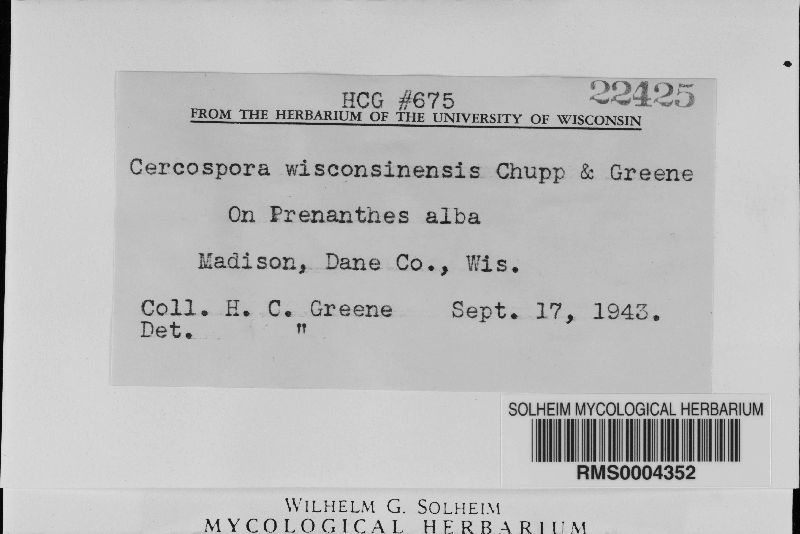 HCG #675 22425
FROM THE HERBARIUM OF THE UNIVERSITY OF WISCONSIN
Cercospora wisconsinensis Chupp & Greene
On Prenanthes alba
Madison, Dane Co., Wis.
Coll. H. C. Greene Sept. 17, 1943.
Det. "
SOLHEIM MYCOLOGICAL HERBARIUM
RMS0004352
WILHELM G. SOLHEIM
MYCOLOGICAL HERBARIUM